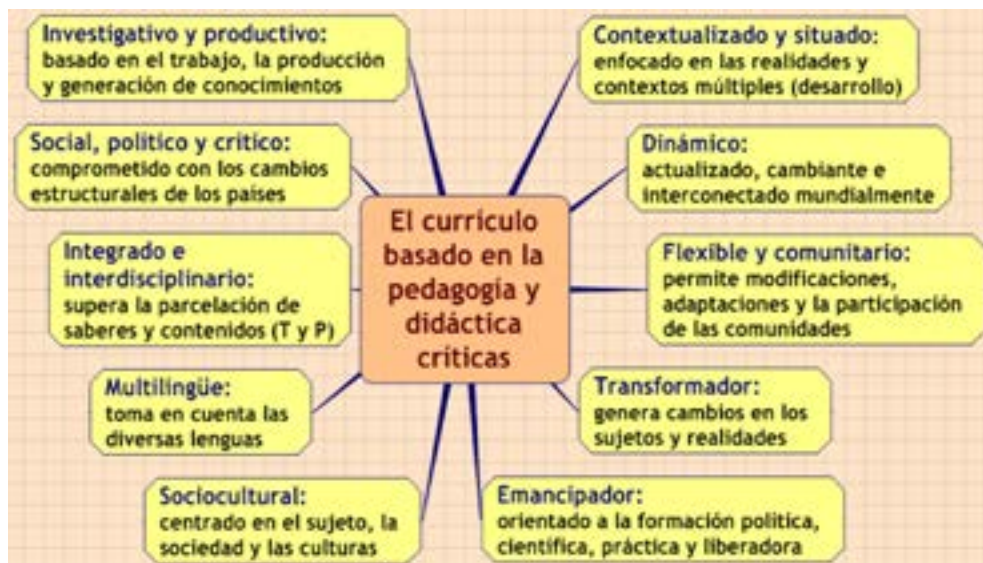 Investigativo y productivo:
basado en el trabajo, la producción
y generación de conocimientos
Contextualizado y situado:
enfocado en las realidades y
contextos múltiples (desarrollo)
Social, político y crítico:
comprometido con los cambios
estructurales de los países
Dinámico:
actualizado, cambiante e
interconectado mundialmente
El currículo
basado en la
pedagogía y
didáctica
críticas
Integrado e
interdisciplinario:
supera la parcelación de
saberes y contenidos (T y P)
Flexible y comunitario:
permite modificaciones,
adaptaciones y la participación
de las comunidades
Multilingüe:
toma en cuenta las
diversas lenguas
Transformador:
genera cambios en los
sujetos y realidades
Sociocultural:
centrado en el sujeto, la
sociedad y las culturas
Emancipador:
orientado a la formación política,
científica, práctica y liberadora